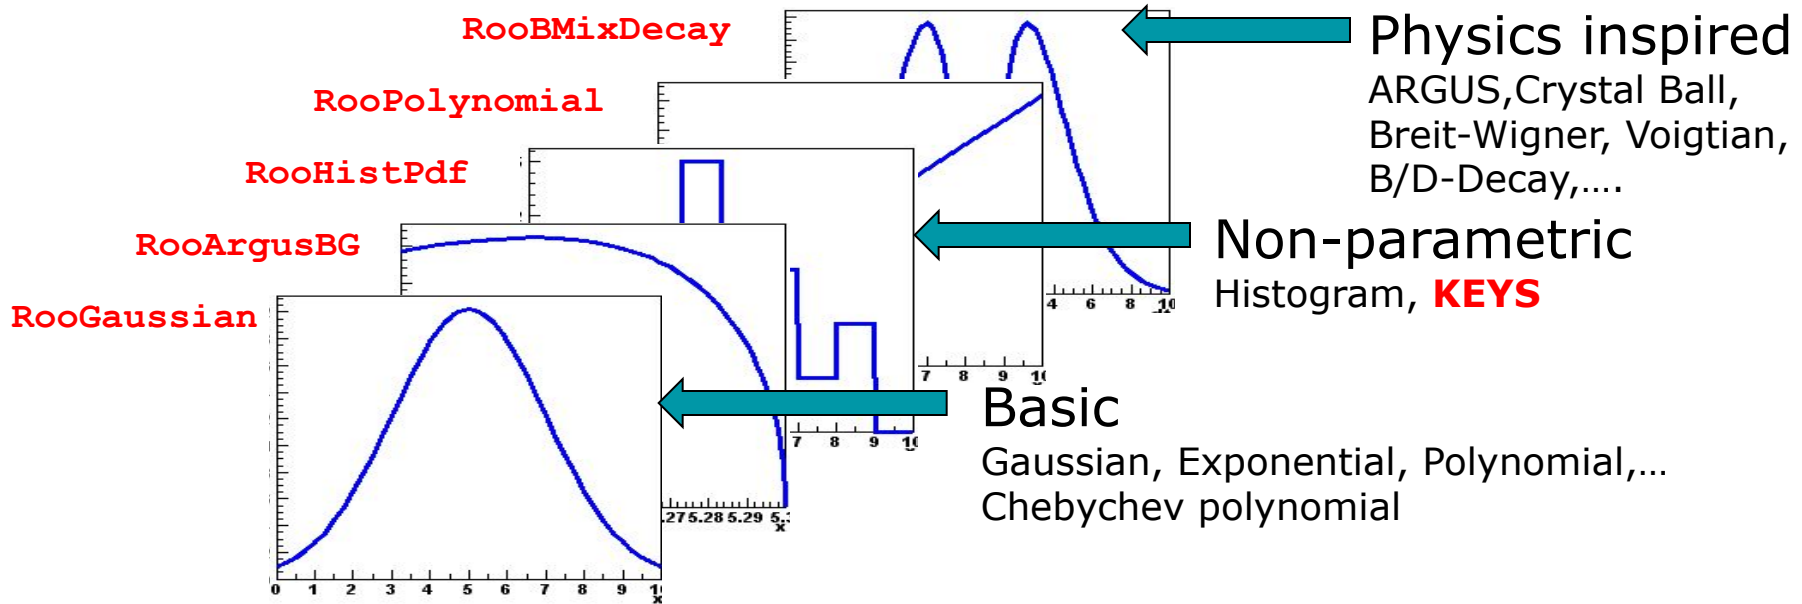 RooBMixDecay
Physics inspired
ARGUS,Crystal Ball,
Breit-Wigner, Voigtian,
B/D-Decay,….
RooPolynomial
RooHistPdf
Non-parametric
Histogram, KEYS
RooArgusBG
4 6 8 10
RooGaussian
7 8 9
Basic
Gaussian, Exponential, Polynomial,…
Chebychev polynomial
7 8 9
.27 5.28 5.29
x
0 1 2 3 4 5 6 7 8 9
x